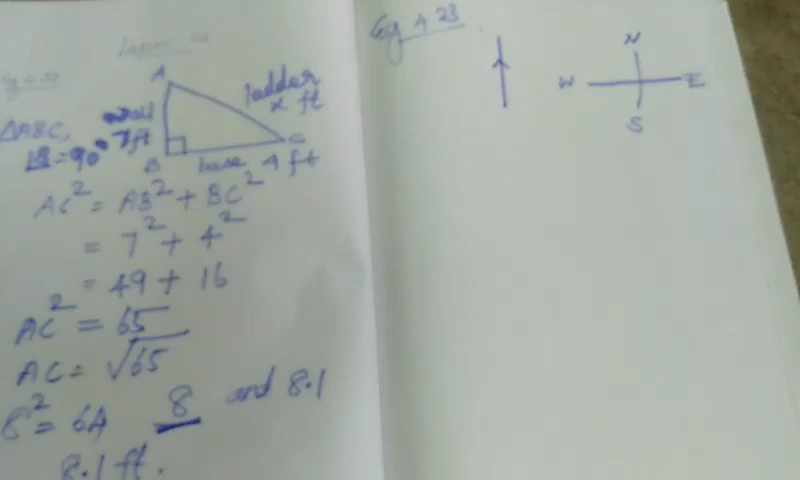 Eg 4.23
N
W E
S
A
ladder
x ft
wall
7ft
ΔABC,
∠B = 90°
B
C
base 4 ft
AC² = AB² + BC²
= 7² + 4²
= 49 + 16
AC² = 65
AC = √65
8² = 64 8 and 8.1
8.1 ft.